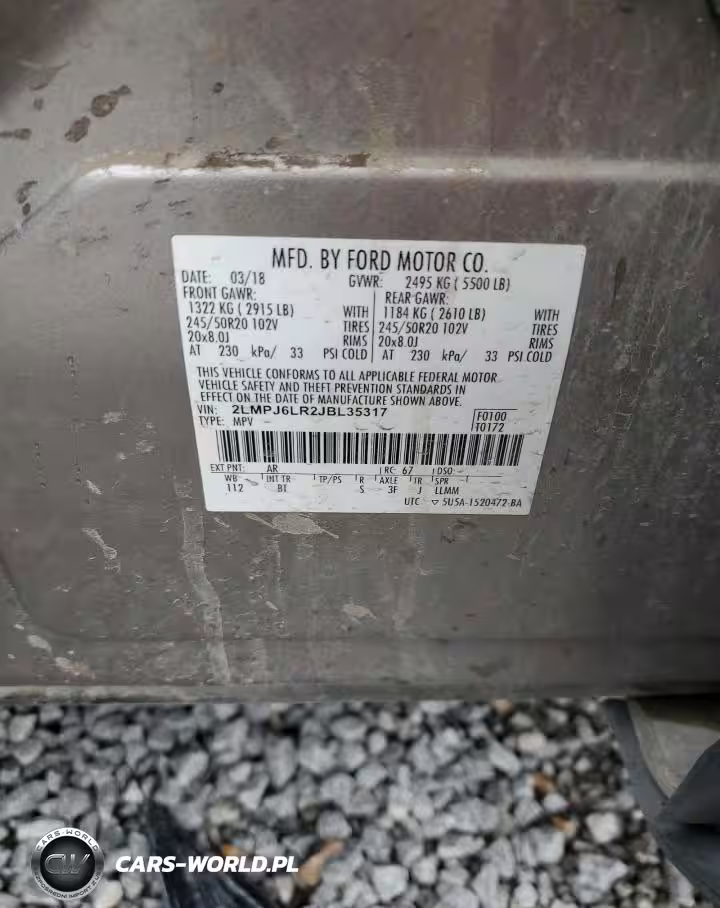 MFD. BY FORD MOTOR CO.
DATE: 03/18 GVWR: 2495 KG ( 5500 LB)
FRONT GAWR: REAR GAWR:
1322 KG ( 2915 LB) WITH 1184 KG ( 2610 LB) WITH
245/50R20 102V TIRES 245/50R20 102V TIRES
20x8.0J RIMS 20x8.0J RIMS
AT 230 kPa/ 33 PSI COLD AT 230 kPa/ 33 PSI COLD
THIS VEHICLE CONFORMS TO ALL APPLICABLE FEDERAL MOTOR
VEHICLE SAFETY AND THEFT PREVENTION STANDARDS IN
EFFECT ON THE DATE OF MANUFACTURE SHOWN ABOVE.
VIN: 2LMPJ6LR2JBL35317 F0100
TYPE: MPV T0172
EXT PNT: AR RC: 67 DSO:
WB INT TR TP/PS R AXLE TR SPR
112 BT S 3F J LLMM
UTC ▽ 5U5A-1520472-BA
CARS-WORLD
CW
CARS-WORLD.PL